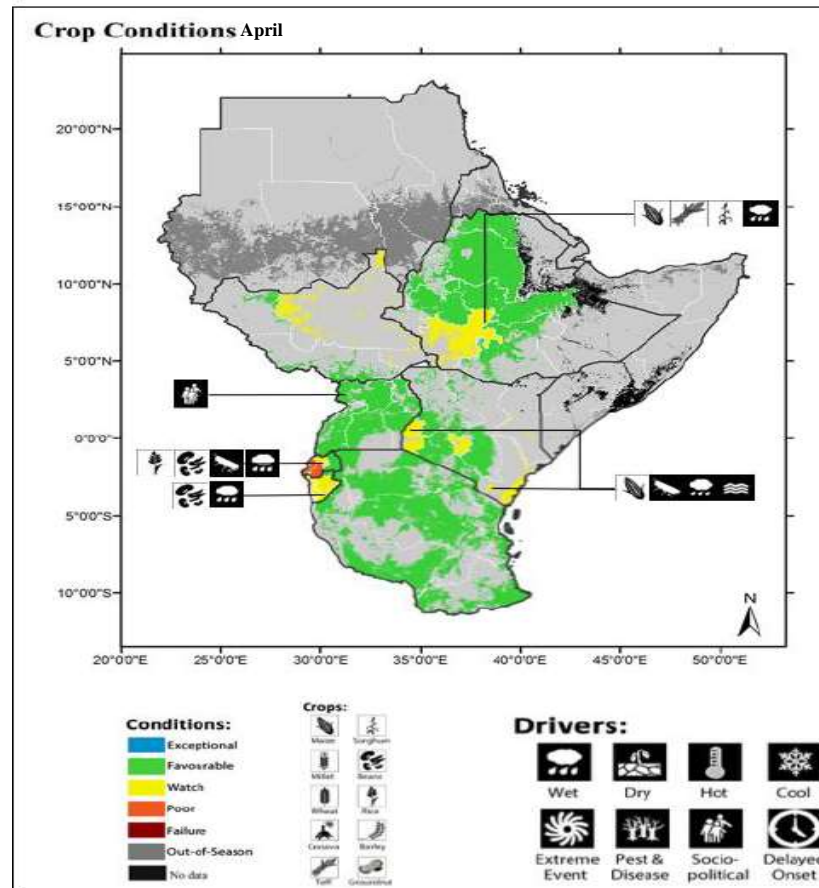 Crop Conditions April
20°0'0"N
15°0'0"N
10°0'0"N
5°0'0"N
0°0'0"
5°0'0"S
10°0'0"S
N
20°0'0"E 25°0'0"E 30°0'0"E 35°0'0"E 40°0'0"E 45°0'0"E 50°0'0"E
Conditions:
Exceptional
Favourable
Watch
Poor
Failure
Out-of-Season
No data
Crops:
Maize Sorghum
Millet Beans
Wheat Rice
Cassava Barley
Teff Groundnut
Drivers:
Wet Dry Hot Cool
Extreme Event Pest & Disease Socio-political Delayed Onset